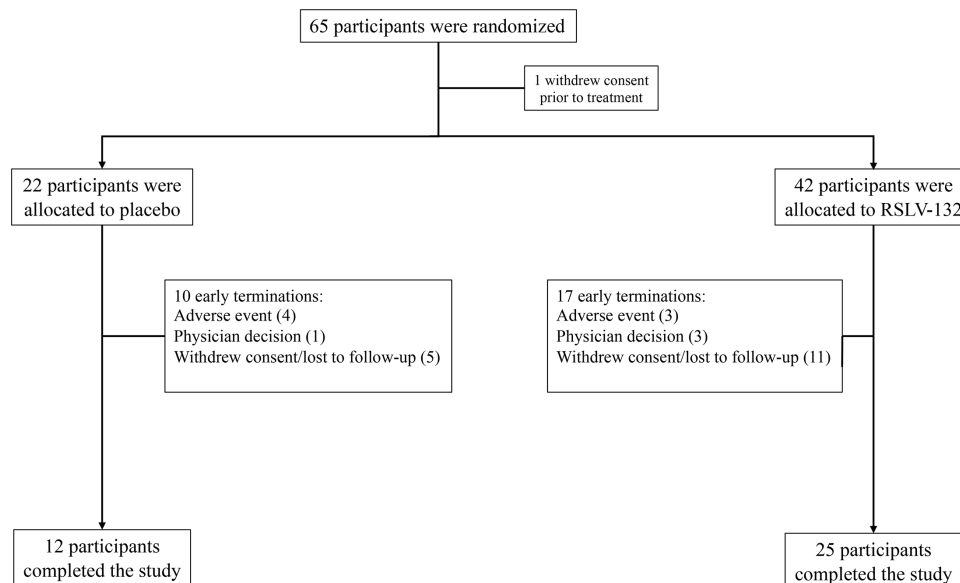 65 participants were randomized
1 withdrew consent
prior to treatment
22 participants were
allocated to placebo
42 participants were
allocated to RSLV-132
10 early terminations:
Adverse event (4)
Physician decision (1)
Withdrew consent/lost to follow-up (5)
17 early terminations:
Adverse event (3)
Physician decision (3)
Withdrew consent/lost to follow-up (11)
12 participants
completed the study
25 participants
completed the study